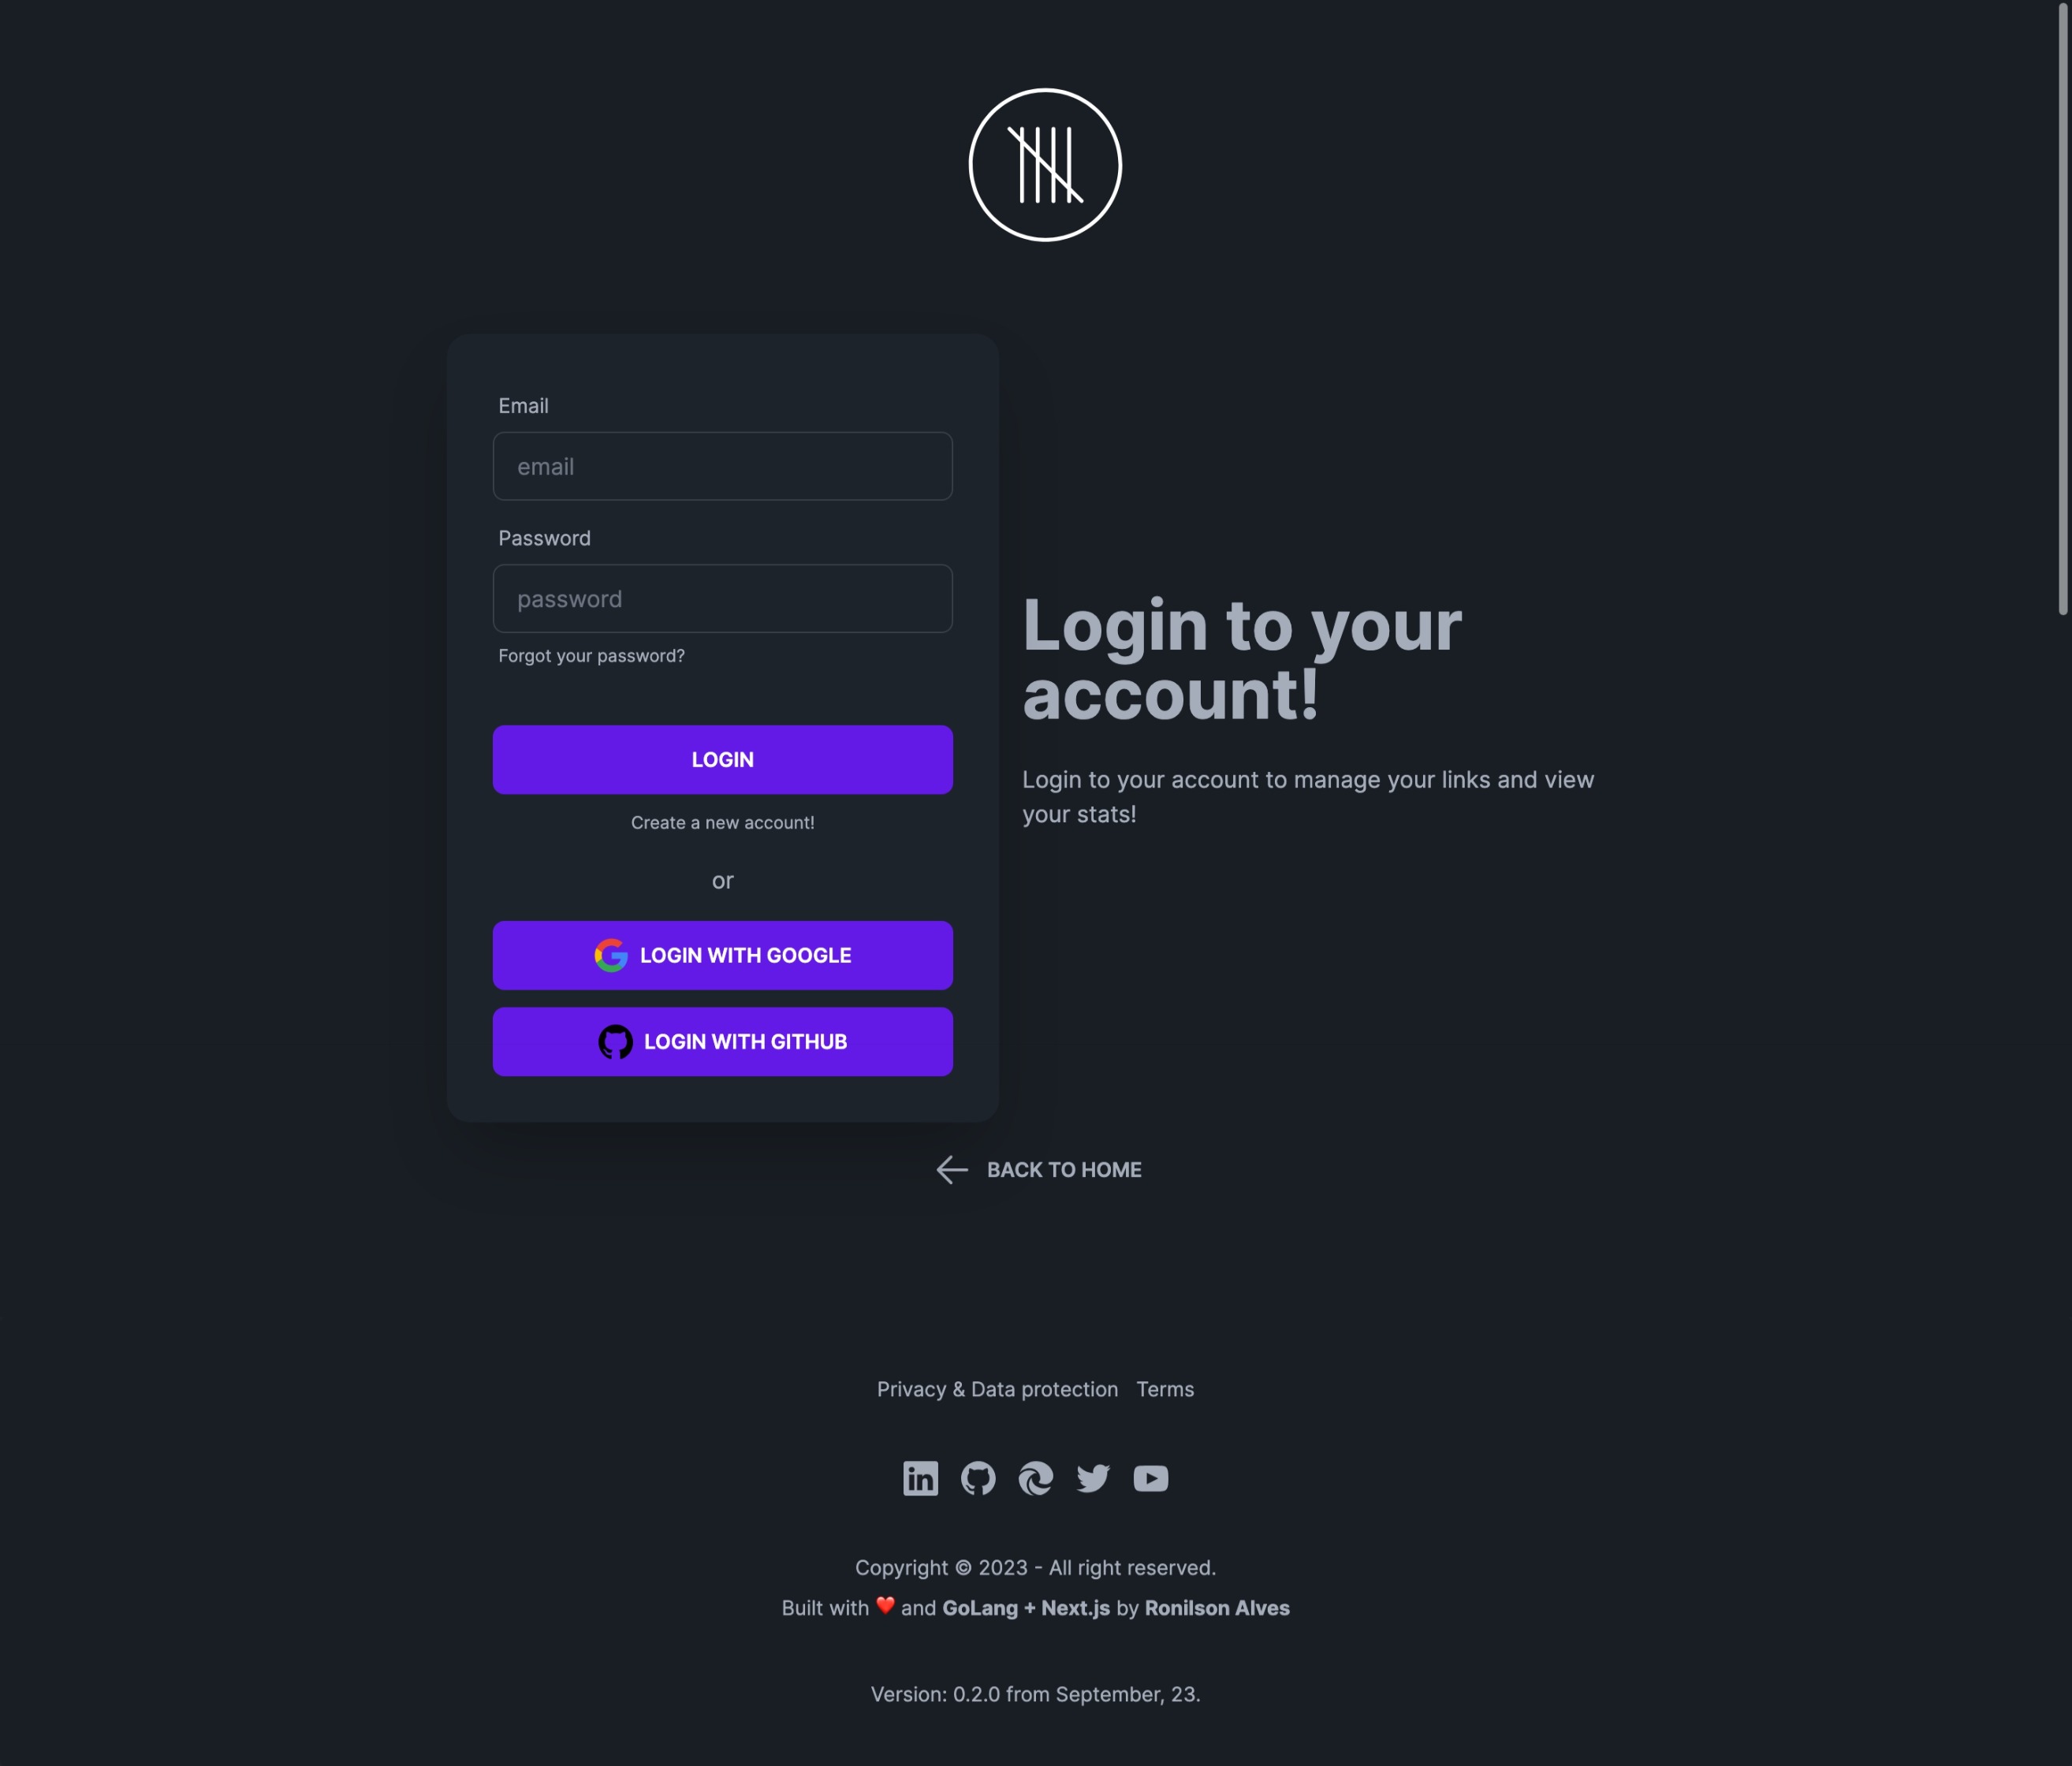 Email
email
Password
password
Forgot your password?
LOGIN
Create a new account!
or
LOGIN WITH GOOGLE
LOGIN WITH GITHUB
Login to your
account!
Login to your account to manage your links and view
your stats!
BACK TO HOME
Privacy & Data protection Terms
Copyright © 2023 - All right reserved.
Built with ❤️ and GoLang + Next.js by Ronilson Alves
Version: 0.2.0 from September, 23.